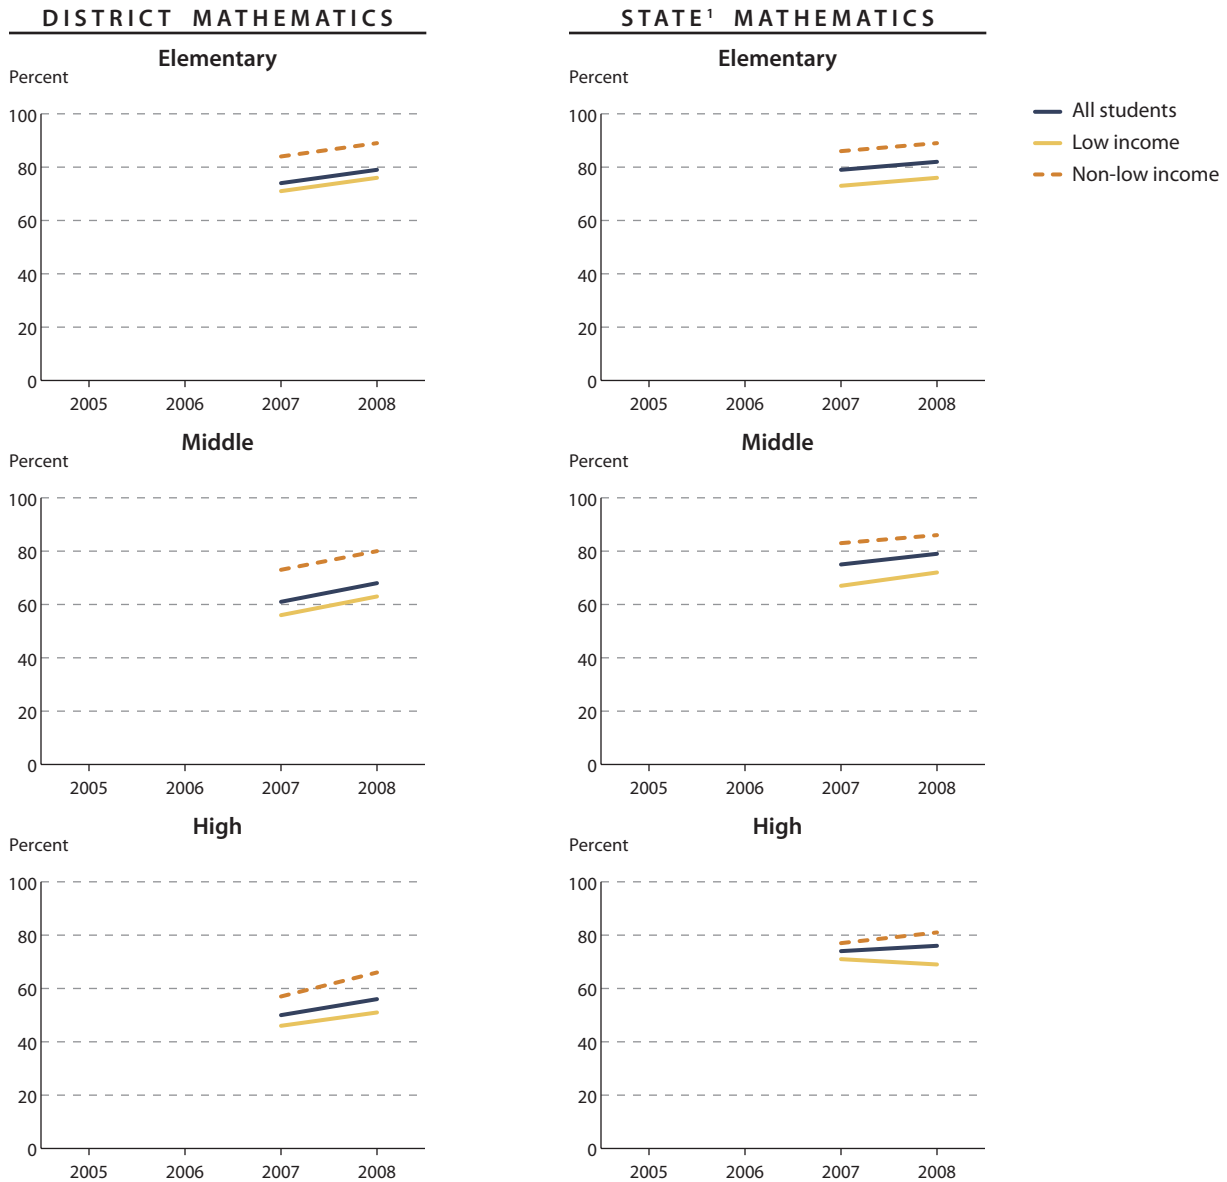 DISTRICT MATHEMATICS
Elementary
Percent
100
80
60
40
20
0
2005 2006 2007 2008
Middle
Percent
100
80
60
40
20
0
2005 2006 2007 2008
High
Percent
100
80
60
40
20
0
2005 2006 2007 2008
STATE¹ MATHEMATICS
Elementary
Percent
100
80
60
40
20
0
2005 2006 2007 2008
Middle
Percent
100
80
60
40
20
0
2005 2006 2007 2008
High
Percent
100
80
60
40
20
0
2005 2006 2007 2008
All students
Low income
Non-low income